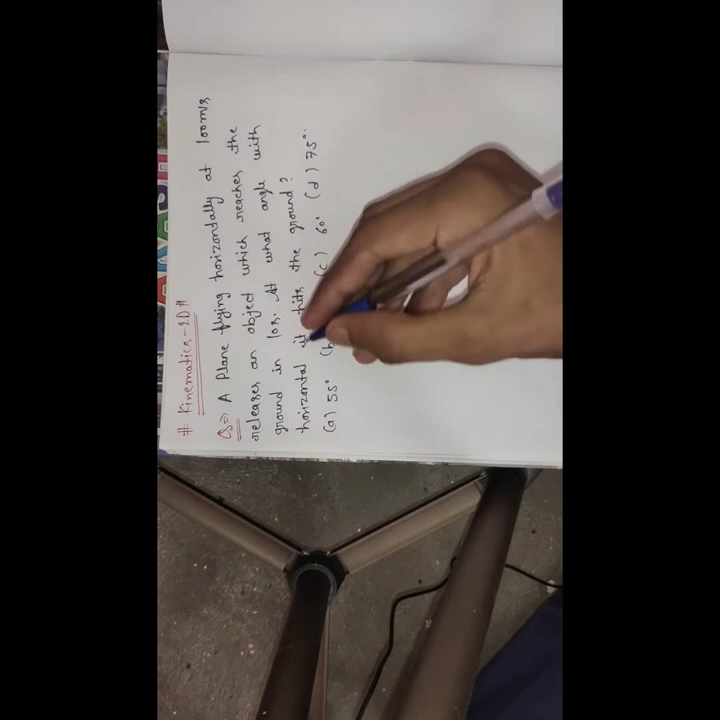 # Kinematics-2D #
Q⇒ A Plane flying horizontally at 100m/s
releases an object which reaches the
ground in 10s. At what angle with
horizontal it hits the ground?
(a) 55° (b (c) 60° (d) 75°